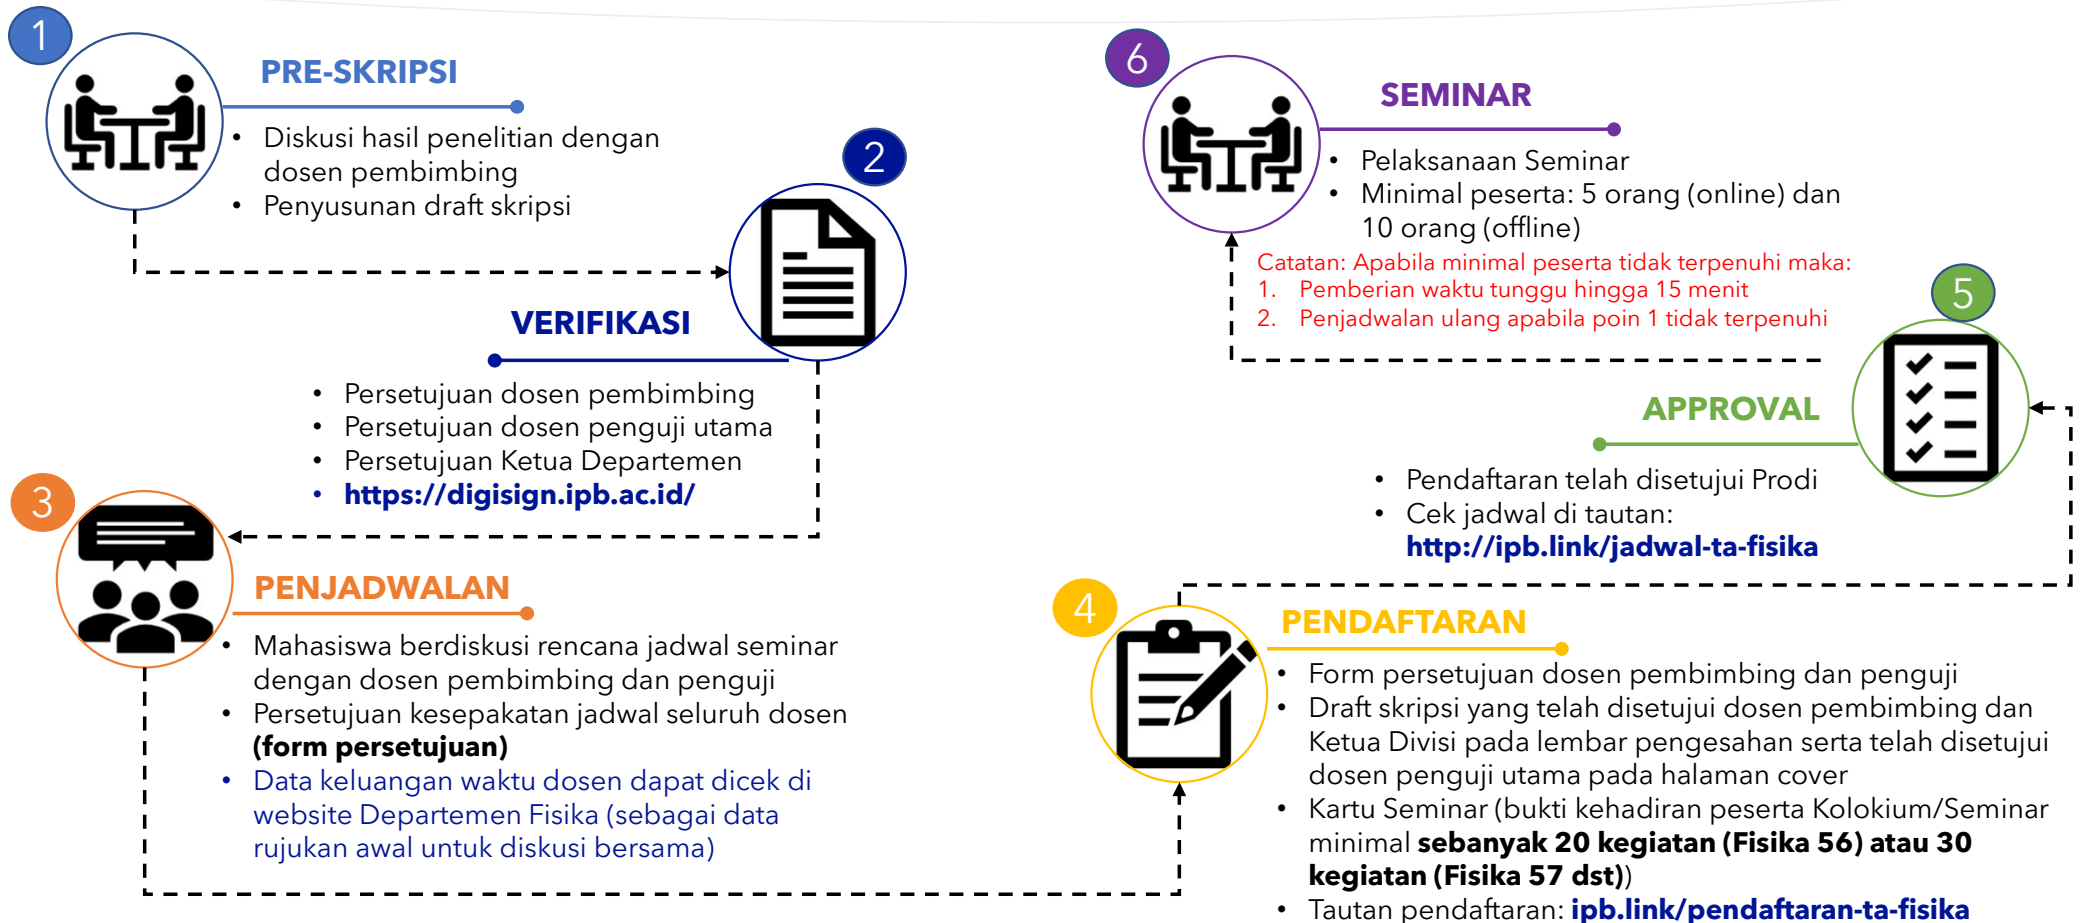 1
PRE-SKRIPSI
• Diskusi hasil penelitian dengan
dosen pembimbing
• Penyusunan draft skripsi
2
VERIFIKASI
• Persetujuan dosen pembimbing
• Persetujuan dosen penguji utama
• Persetujuan Ketua Departemen
• https://digisign.ipb.ac.id/
3
PENJADWALAN
• Mahasiswa berdiskusi rencana jadwal seminar
dengan dosen pembimbing dan penguji
• Persetujuan kesepakatan jadwal seluruh dosen
(form persetujuan)
• Data keluangan waktu dosen dapat dicek di
website Departemen Fisika (sebagai data
rujukan awal untuk diskusi bersama)
4
PENDAFTARAN
• Form persetujuan dosen pembimbing dan penguji
• Draft skripsi yang telah disetujui dosen pembimbing dan
Ketua Divisi pada lembar pengesahan serta telah disetujui
dosen penguji utama pada halaman cover
• Kartu Seminar (bukti kehadiran peserta Kolokium/Seminar
minimal sebanyak 20 kegiatan (Fisika 56) atau 30
kegiatan (Fisika 57 dst))
• Tautan pendaftaran: ipb.link/pendaftaran-ta-fisika
5
APPROVAL
• Pendaftaran telah disetujui Prodi
• Cek jadwal di tautan:
http://ipb.link/jadwal-ta-fisika
6
SEMINAR
• Pelaksanaan Seminar
• Minimal peserta: 5 orang (online) dan
10 orang (offline)
Catatan: Apabila minimal peserta tidak terpenuhi maka:
1. Pemberian waktu tunggu hingga 15 menit
2. Penjadwalan ulang apabila poin 1 tidak terpenuhi